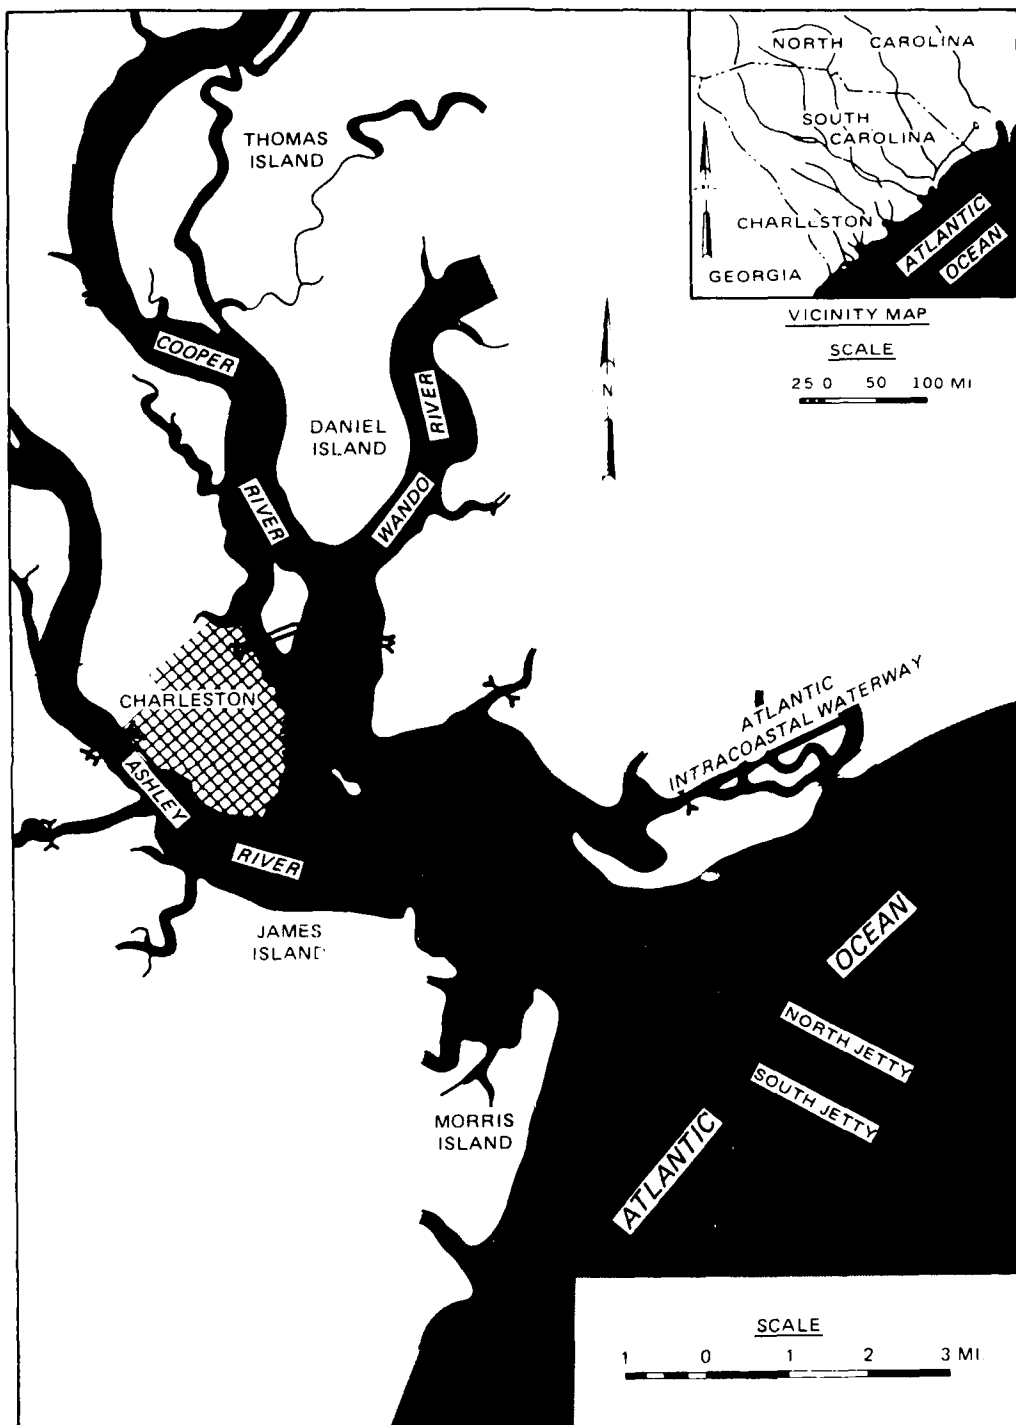 NORTH CAROLINA
SOUTH
CAROLINA
CHARLESTON
GEORGIA
ATLANTIC
OCEAN
VICINITY MAP
SCALE
25 0 50 100 MI
THOMAS
ISLAND
COOPER
RIVER
DANIEL
ISLAND
RIVER
WANDO
N
CHARLESTON
ASHLEY
RIVER
ATLANTIC
INTRACOASTAL WATERWAY
JAMES
ISLAND
OCEAN
NORTH JETTY
SOUTH JETTY
MORRIS
ISLAND
ATLANTIC
SCALE
1 0 1 2 3 MI.